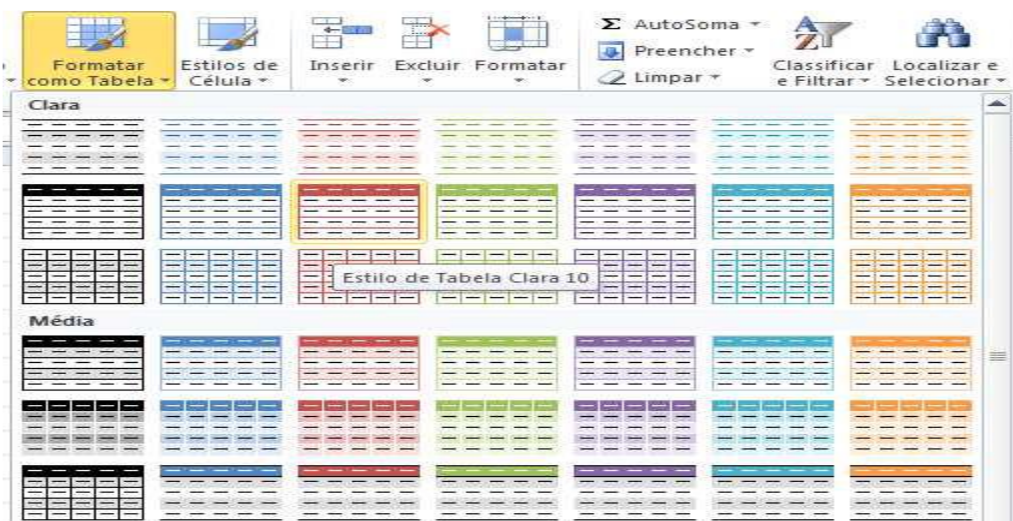 Formatar
como Tabela
Estilos de
Célula
Inserir
Excluir
Formatar
Σ AutoSoma
Preencher
Limpar
Classificar
e Filtrar
Localizar e
Selecionar
Clara
Estilo de Tabela Clara 10
Média